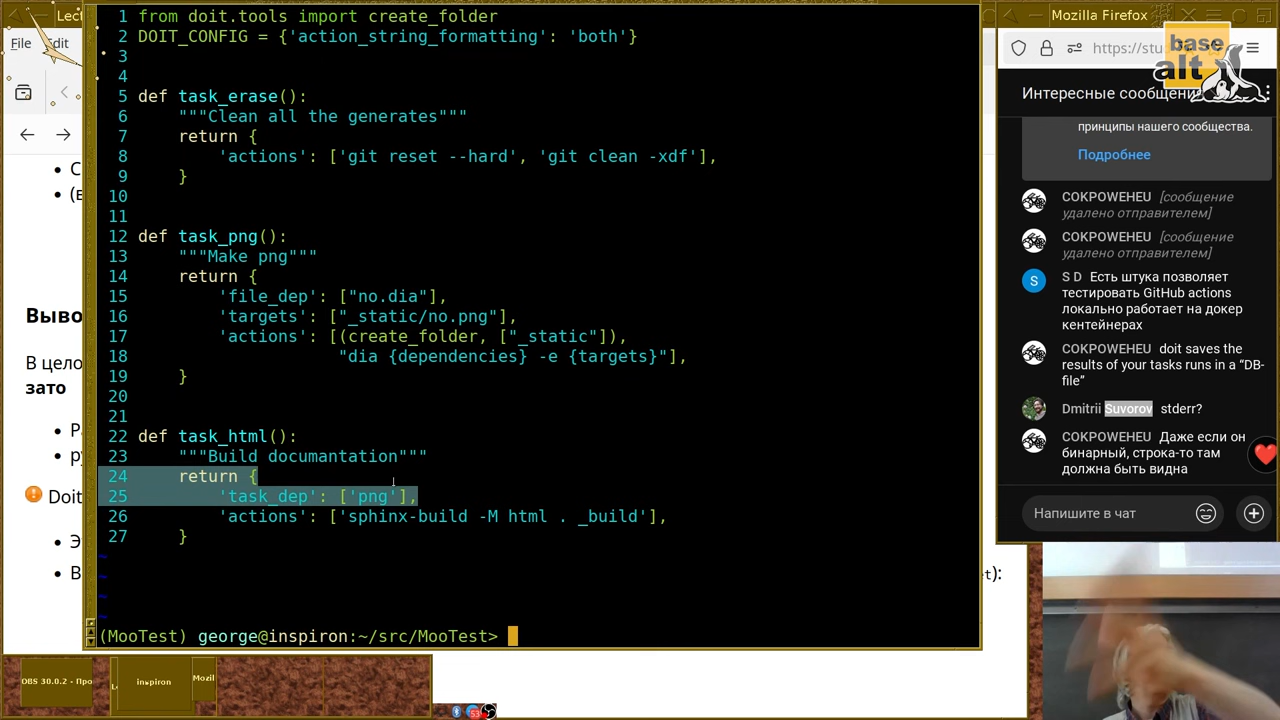 Lect
File Edit
С
(в
Выво
В цело
зато
Р
ру
Doit
Э
В
et):
1 from doit.tools import create_folder
2 DOIT_CONFIG = {'action_string_formatting': 'both'}
3
4
5 def task_erase():
6     """Clean all the generates"""
7     return {
8         'actions': ['git reset --hard', 'git clean -xdf'],
9     }
10
11
12 def task_png():
13     """Make png"""
14     return {
15         'file_dep': ["no.dia"],
16         'targets': ["_static/no.png"],
17         'actions': [(create_folder, ["_static"]),
18                     "dia {dependencies} -e {targets}"],
19     }
20
21
22 def task_html():
23     """Build documantation"""
24     return {
25         'task_dep': ['png'],
26         'actions': ['sphinx-build -M html . _build'],
27     }
~
~
~
~
(MooTest) george@inspiron:~/src/MooTest>
Mozilla Firefox
https://stu
base
alt
Интересные сообщени
принципы нашего сообщества.
Подробнее
COKPOWEHEU [сообщение
удалено отправителем]
COKPOWEHEU [сообщение
удалено отправителем]
S
S D Есть штука позволяет
тестировать GitHub actions
локально работает на докер
контейнерах
COKPOWEHEU doit saves the
results of your tasks runs in a “DB-
file”
Dmitrii Suvorov stderr?
COKPOWEHEU Даже если он
бинарный, строка-то там
должна быть видна
Напишите в чат
OBS 30.0.2 - Про
inspiron
Mozil